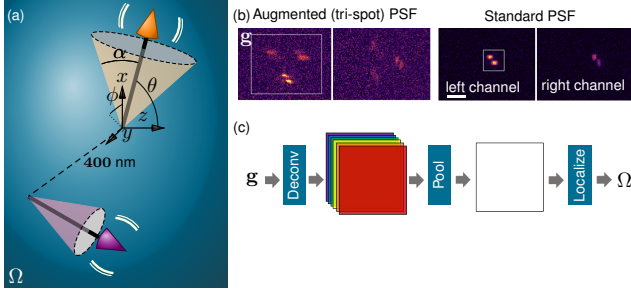 (a)
α
x
θ
ϕ
z
y
400 nm
Ω
(b) Augmented (tri-spot) PSF Standard PSF
g
left channel right channel
(c)
g Deconv Pool Localize Ω